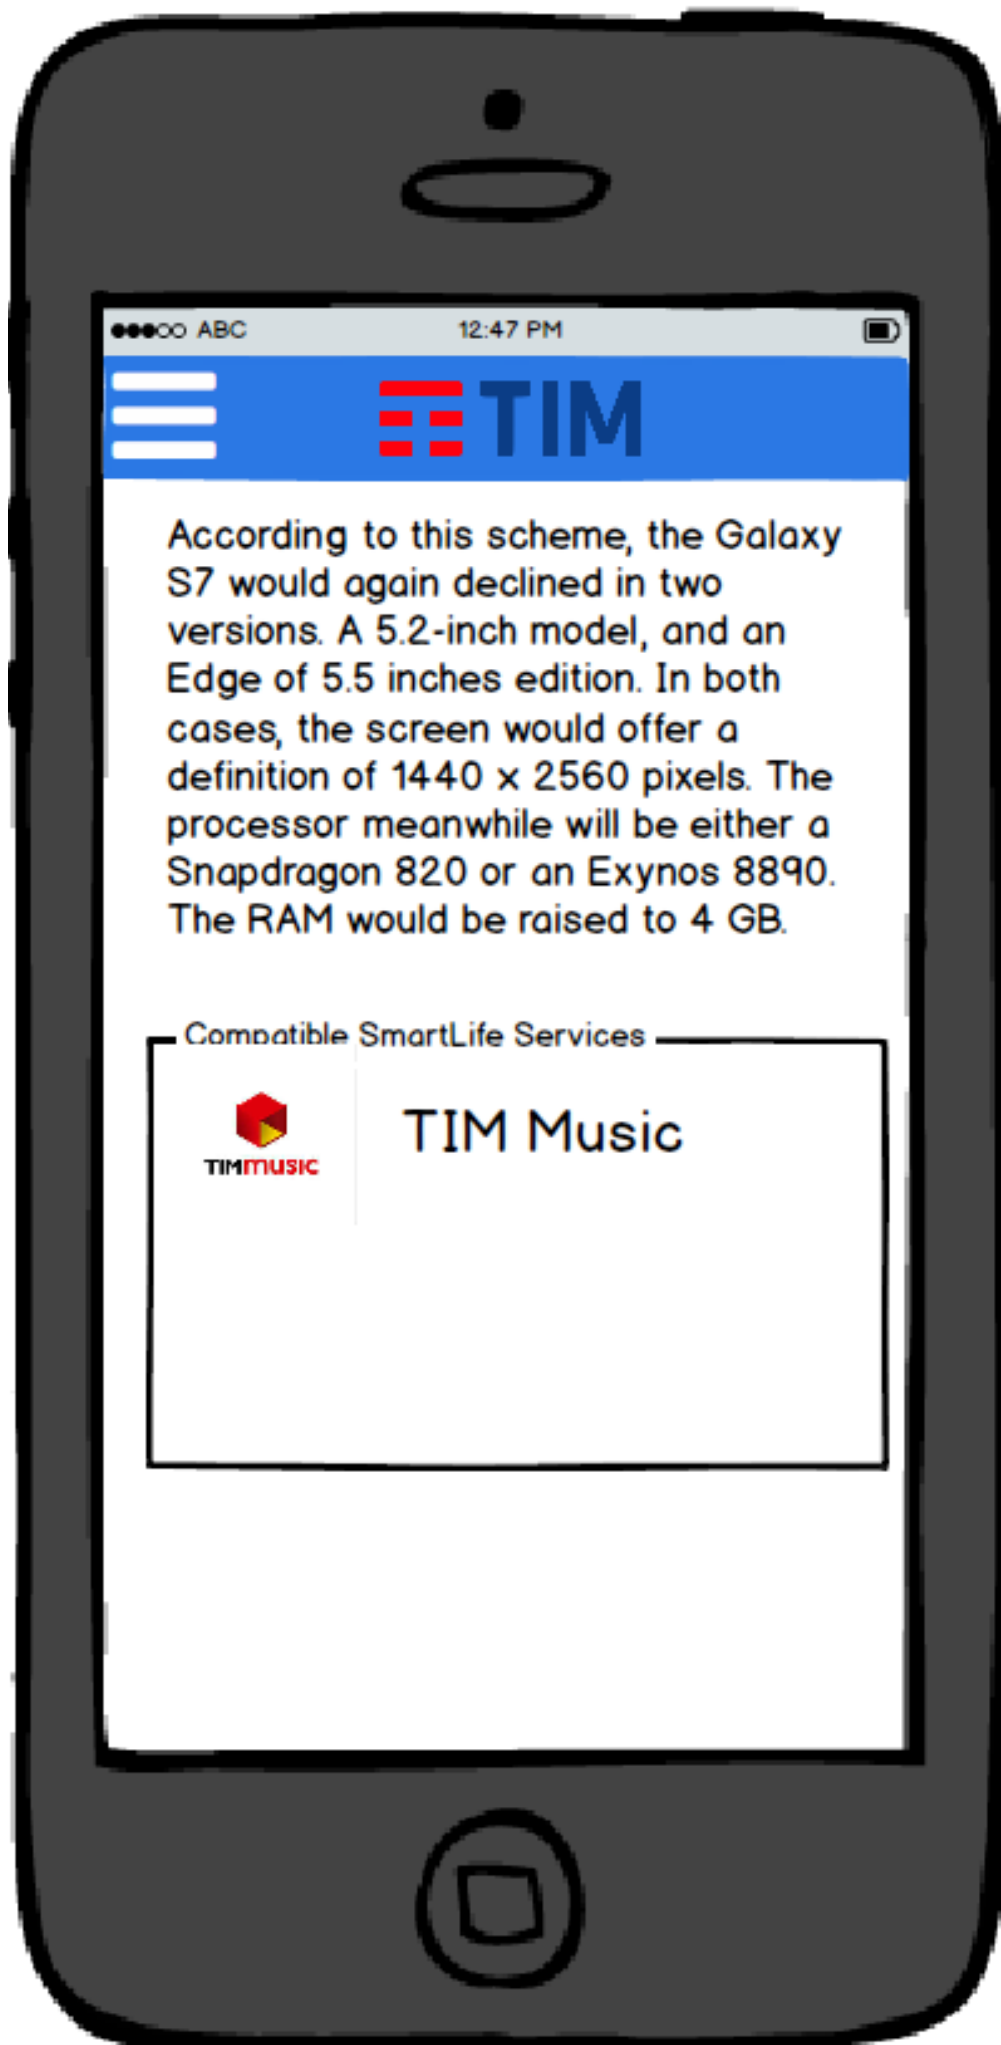 ABC 12:47 PM
TIM
According to this scheme, the Galaxy
S7 would again declined in two
versions. A 5.2-inch model, and an
Edge of 5.5 inches edition. In both
cases, the screen would offer a
definition of 1440 x 2560 pixels. The
processor meanwhile will be either a
Snapdragon 820 or an Exynos 8890.
The RAM would be raised to 4 GB.
Compatible SmartLife Services
TIM Music
TIMMUSIC